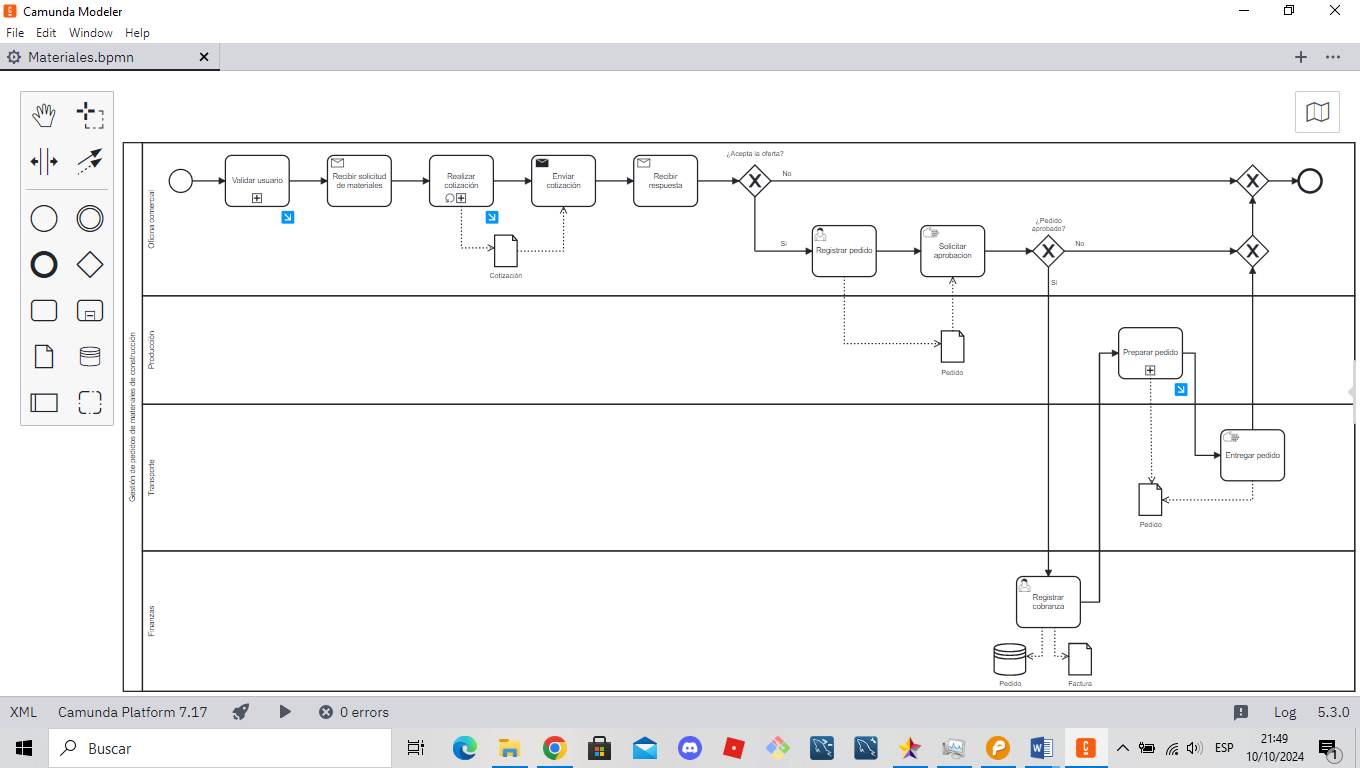 Camunda Modeler
File Edit Window Help
Materiales.bpmn
Gestión de pedidos de materiales de construcción
Oficina comercial
Validar usuario
Recibir solicitud
de materiales
Realizar
cotización
Enviar
cotización
Recibir
respuesta
¿Acepta la oferta?
No
Si
Cotización
Registrar pedido
Solicitar
aprobacion
¿Pedido
aprobado?
No
Si
Producción
Pedido
Preparar pedido
Transporte
Entregar pedido
Pedido
Finanzas
Registrar
cobranza
Pedido
Factura
XML Camunda Platform 7.17 0 errors Log 5.3.0
Buscar
ESP
21:49
10/10/2024
1